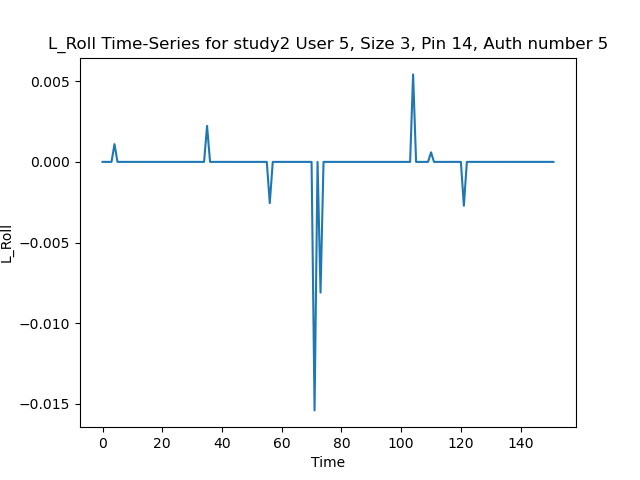 L_Roll Time-Series for study2 User 5, Size 3, Pin 14, Auth number 5
0.005
0.000
−0.005
−0.010
−0.015
L_Roll
0 20 40 60 80 100 120 140
Time